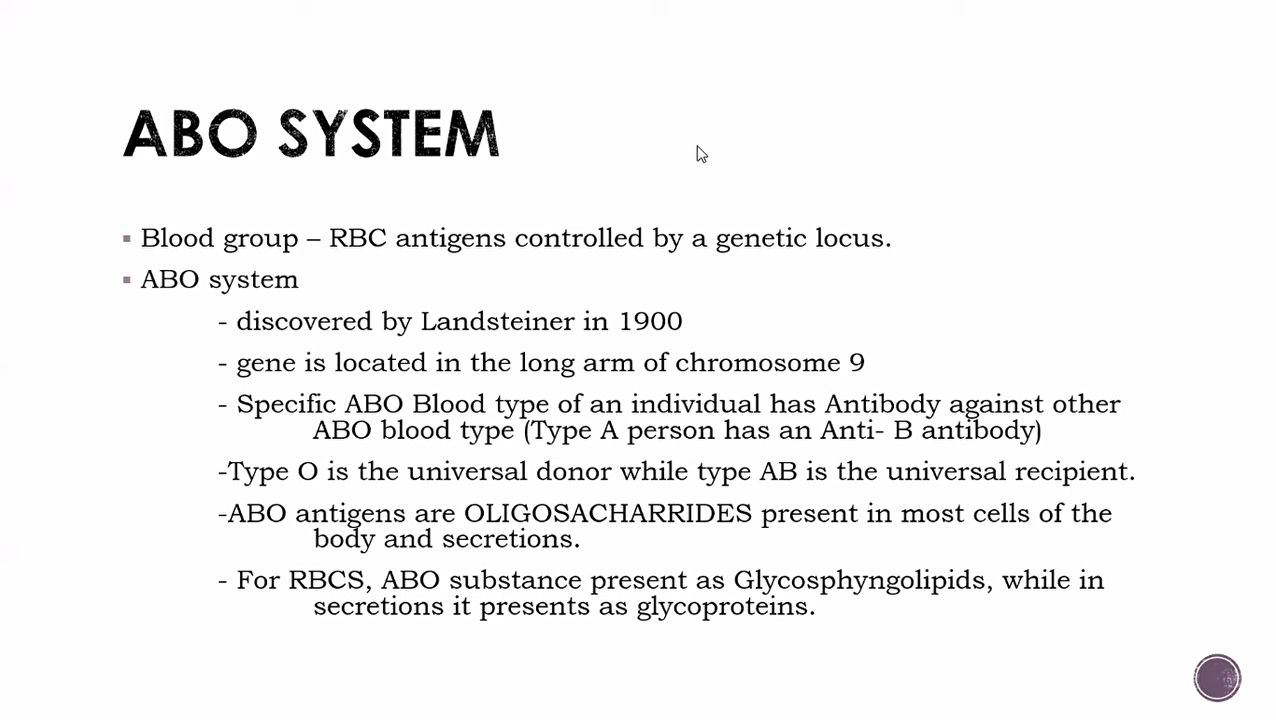 ABO SYSTEM
▪ Blood group – RBC antigens controlled by a genetic locus.
▪ ABO system
- discovered by Landsteiner in 1900
- gene is located in the long arm of chromosome 9
- Specific ABO Blood type of an individual has Antibody against other
ABO blood type (Type A person has an Anti- B antibody)
-Type O is the universal donor while type AB is the universal recipient.
-ABO antigens are OLIGOSACHARRIDES present in most cells of the
body and secretions.
- For RBCS, ABO substance present as Glycosphyngolipids, while in
secretions it presents as glycoproteins.